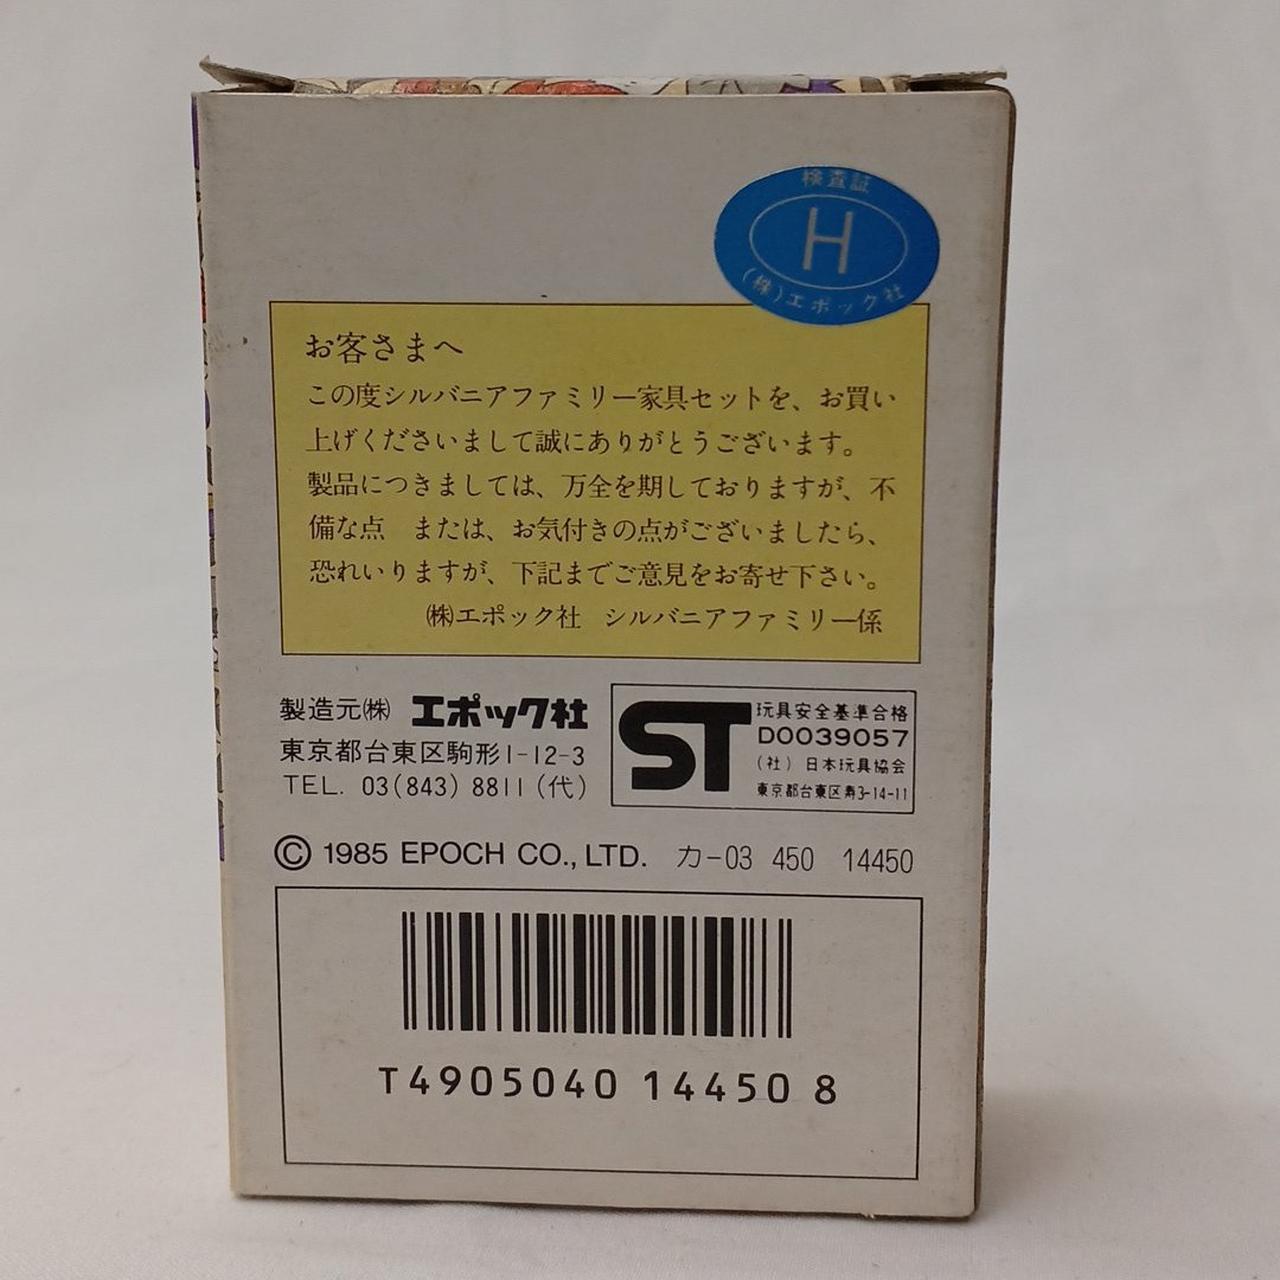 検査証
H
(株)エポック社
お客さまへ
この度シルバニアファミリー家具セットを、お買い
上げくださいまして誠にありがとうございます。
製品につきましては、万全を期しておりますが、不
備な点 または、お気付きの点がございましたら、
恐れいりますが、下記までご意見をお寄せ下さい。
㈱エポック社 シルバニアファミリー係
製造元㈱ エポック社
東京都台東区駒形1-12-3
TEL. 03(843) 8811 (代)
ST
玩具安全基準合格
D0039057
(社) 日本玩具協会
東京都台東区寿3-14-11
© 1985 EPOCH CO., LTD. カ-03 450 14450
T4905040 14450 8